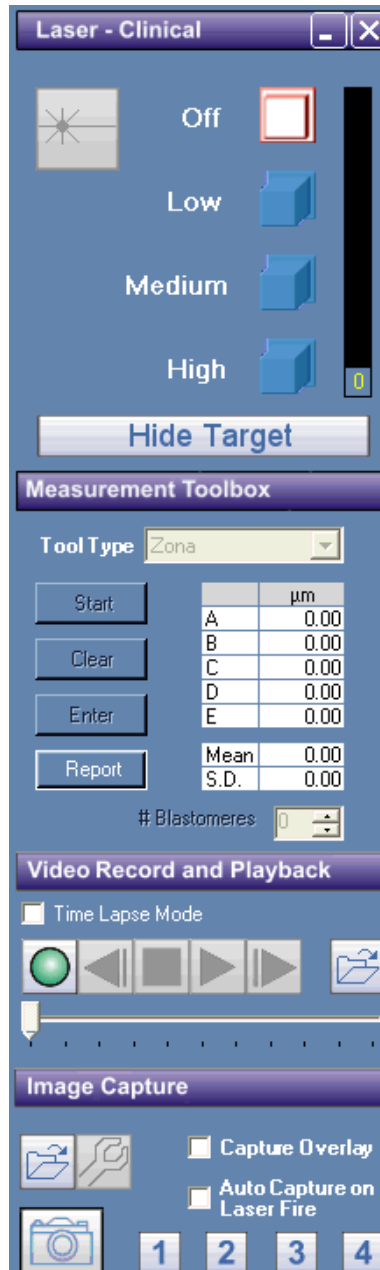 Laser - Clinical
Off
Low
Medium
High
0
Hide Target
Measurement Toolbox
Tool Type Zona
Start
Clear
Enter
Report
µm
A 0.00
B 0.00
C 0.00
D 0.00
E 0.00
Mean 0.00
S.D. 0.00
# Blastomeres 0
Video Record and Playback
Time Lapse Mode
Image Capture
Capture Overlay
Auto Capture on
Laser Fire
1 2 3 4